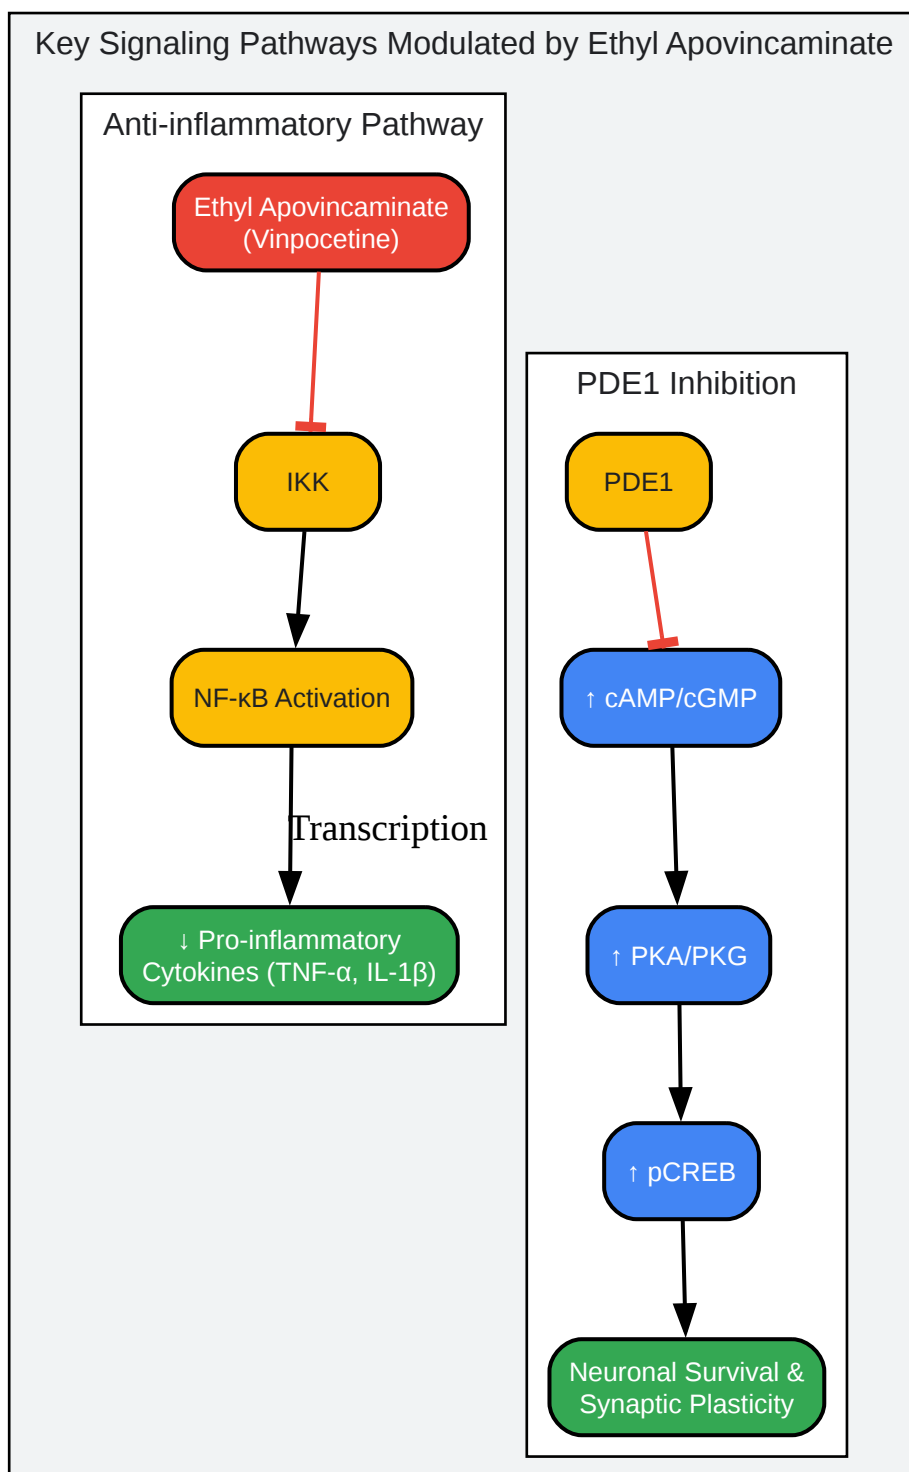 Key Signaling Pathways Modulated by Ethyl Apovincaminate
Anti-inflammatory Pathway
Ethyl Apovincaminate
(Vinpocetine)
IKK
NF-κB Activation
Transcription
↓ Pro-inflammatory
Cytokines (TNF-α, IL-1β)
PDE1 Inhibition
PDE1
↑ cAMP/cGMP
↑ PKA/PKG
↑ pCREB
Neuronal Survival &
Synaptic Plasticity